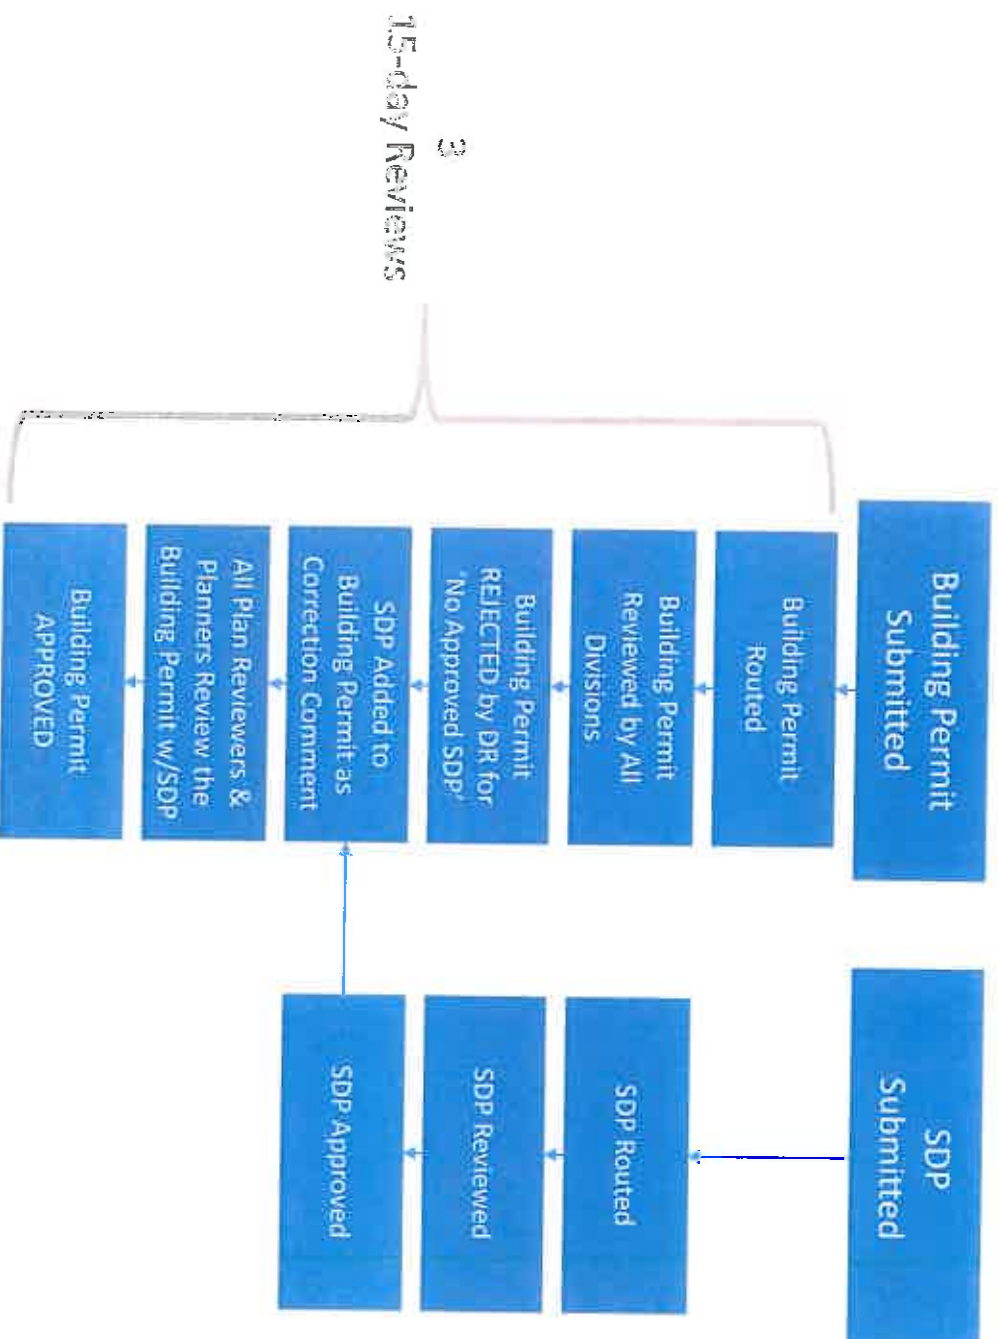 3
15-day Reviews
Building Permit
Submitted
Building Permit
Routed
Building Permit
Reviewed by All
Divisions
Building Permit
REJECTED by DR for
'No Approved SDP'
SDP Added to
Building Permit as
Correction Comment
All Plan Reviewers &
Planners Review the
Building Permit w/SDP
Building Permit
APPROVED
SDP
Submitted
SDP Routed
SDP Reviewed
SDP Approved